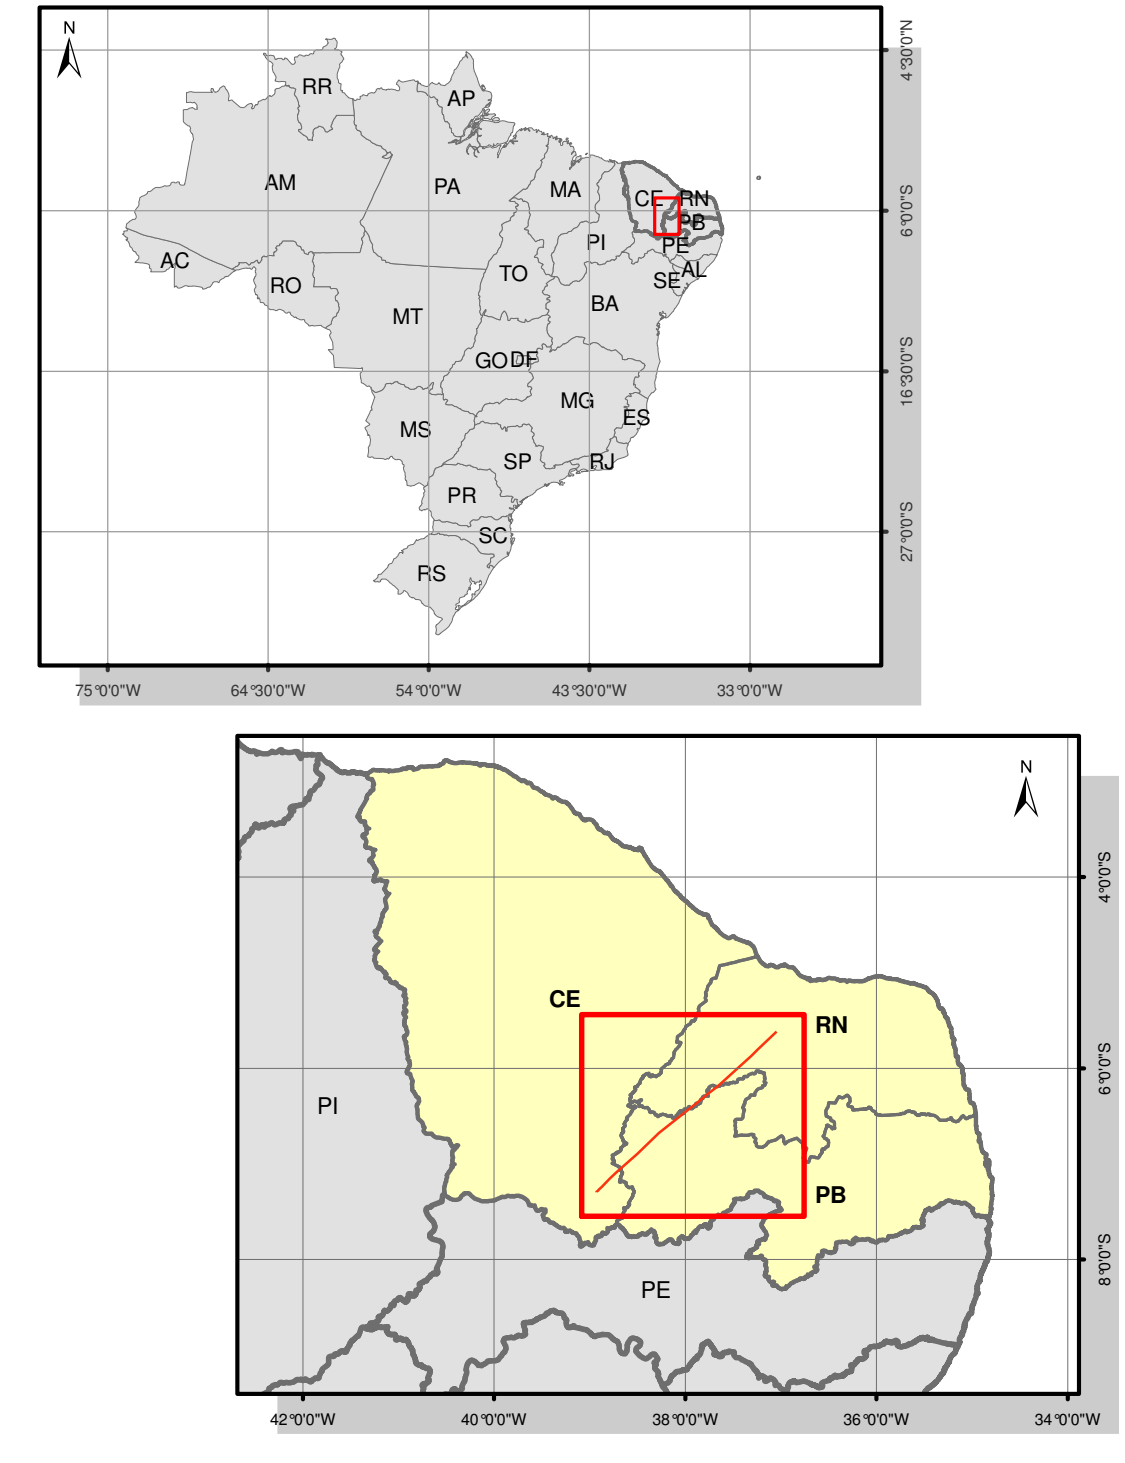 N
4°30'0"N
RR
AP
AM
PA
MA
CE
RN
6°0'0"S
PB
PI
PE
AC
TO
AL
SE
RO
BA
MT
GO DF
16°30'0"S
MG
ES
MS
SP
RJ
PR
27°0'0"S
SC
RS
75°0'0"W 64°30'0"W 54°0'0"W 43°30'0"W 33°0'0"W
N
4°0'0"S
CE
RN
6°0'0"S
PI
PB
8°0'0"S
PE
42°0'0"W 40°0'0"W 38°0'0"W 36°0'0"W 34°0'0"W